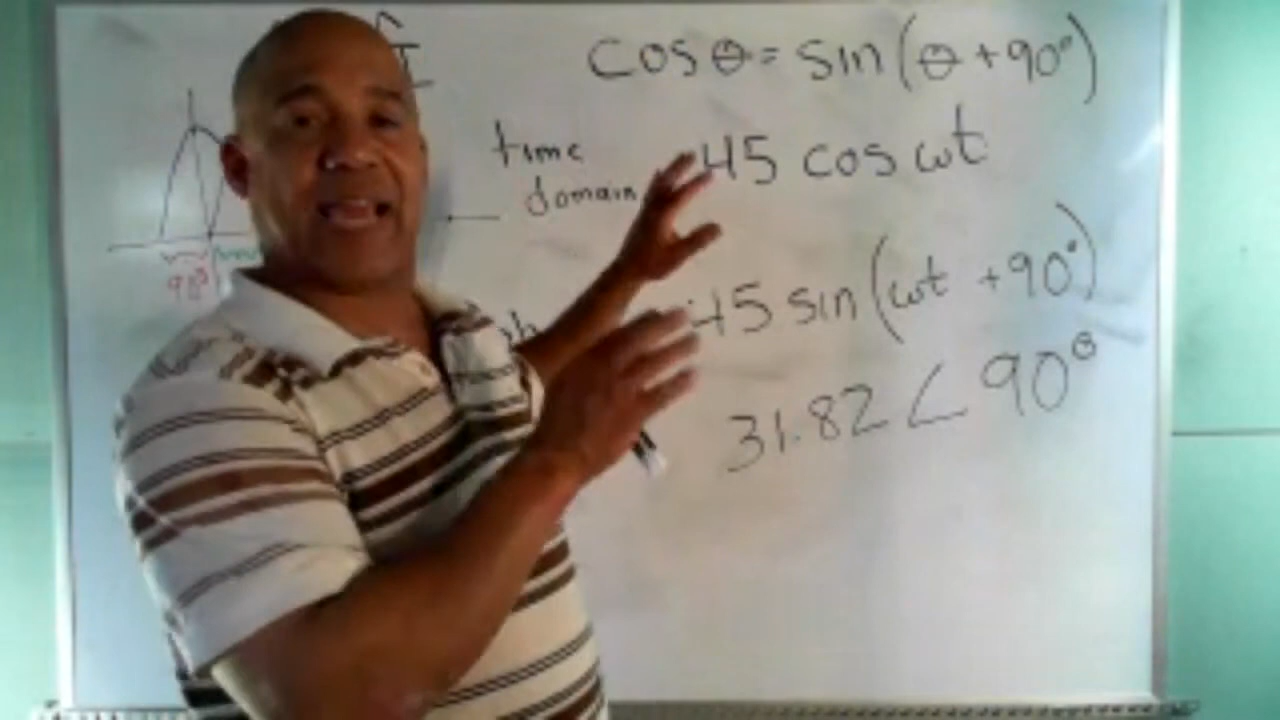 cos θ = sin(θ + 90°)
time
domain
45 cos ωt
90°
45 sin(ωt + 90°)
31.82 ∠ 90°